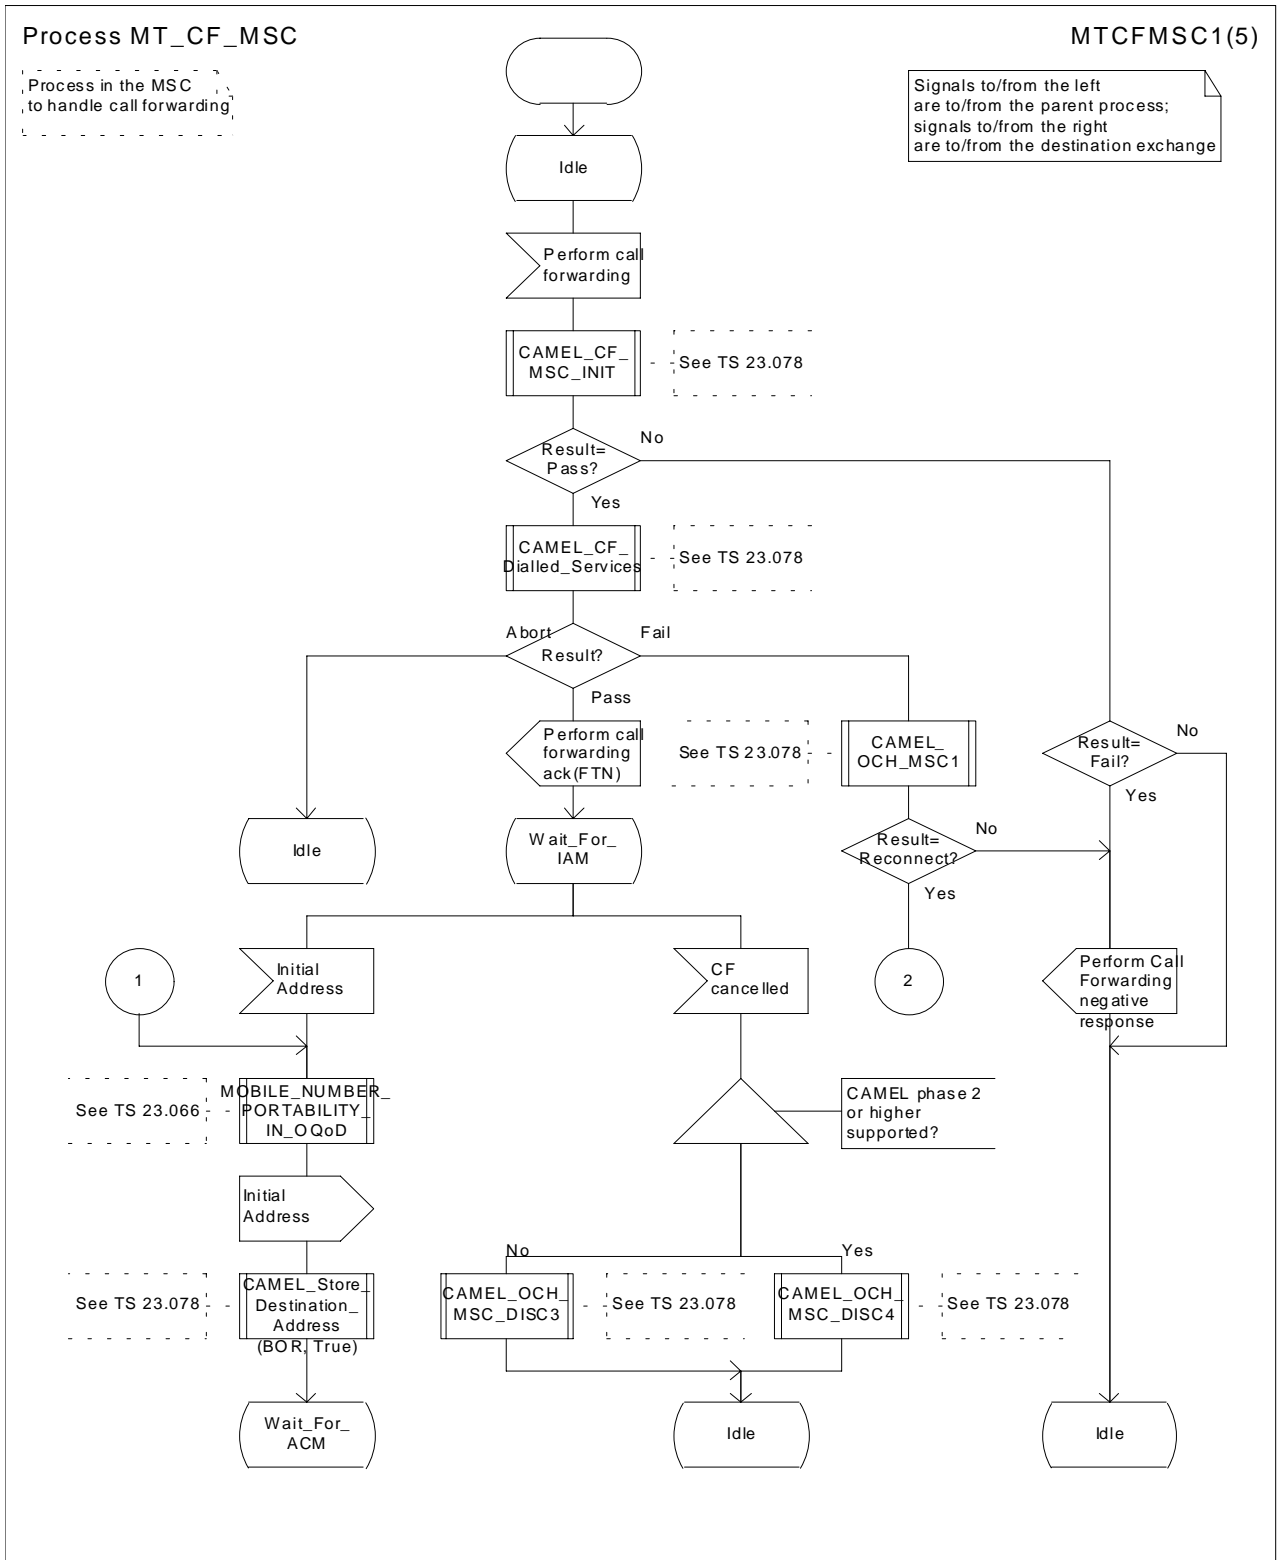 Process MT_CF_MSC
MTCFMSC1(5)
Process in the MSC
to handle call forwarding
Signals to/from the left
are to/from the parent process;
signals to/from the right
are to/from the destination exchange
Idle
Perform call
forwarding
CAMEL_CF_
MSC_INIT
See TS 23.078
Result=
Pass?
No
Yes
CAMEL_CF_
Dialled_Services
See TS 23.078
Abort
Result?
Fail
Pass
Perform call
forwarding
ack(FTN)
See TS 23.078
CAMEL_
OCH_MSC1
Result=
Fail?
No
Yes
Idle
Wait_For_
IAM
Result=
Reconnect?
No
Yes
1
Initial
Address
CF
cancelled
2
Perform Call
Forwarding
negative
response
See TS 23.066
MOBILE_NUMBER_
PORTABILITY_
IN_OQoD
CAMEL phase 2
or higher
supported?
Initial
Address
No
Yes
See TS 23.078
CAMEL_Store_
Destination_
Address
(BOR, True)
CAMEL_OCH_
MSC_DISC3
See TS 23.078
CAMEL_OCH_
MSC_DISC4
See TS 23.078
Wait_For_
ACM
Idle
Idle